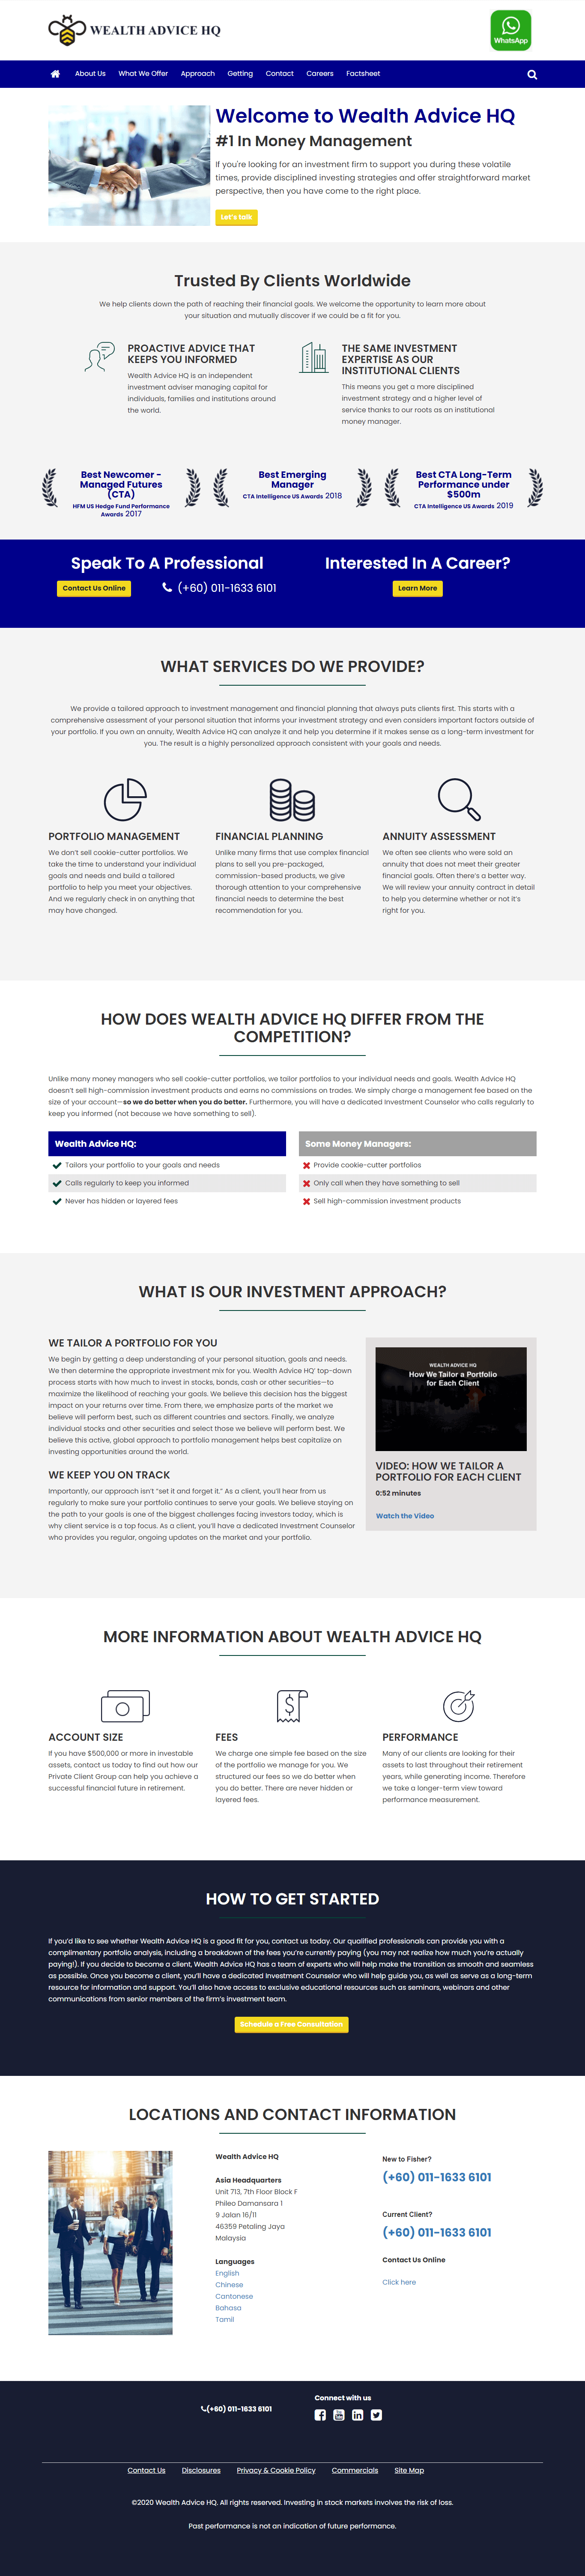 WEALTH ADVICE HQ
WhatsApp
About Us What We Offer Approach Getting Contact Careers Factsheet
Welcome to Wealth Advice HQ
#1 In Money Management
If you're looking for an investment firm to support you during these volatile
times, provide disciplined investing strategies and offer straightforward market
perspective, then you have come to the right place.
Let's talk
Trusted By Clients Worldwide
We help clients down the path of reaching their financial goals. We welcome the opportunity to learn more about
your situation and mutually discover if we could be a fit for you.
PROACTIVE ADVICE THAT
KEEPS YOU INFORMED
Wealth Advice HQ is an independent
investment adviser managing capital for
individuals, families and institutions around
the world.
THE SAME INVESTMENT
EXPERTISE AS OUR
INSTITUTIONAL CLIENTS
This means you get a more disciplined
investment strategy and a higher level of
service thanks to our roots as an institutional
money manager.
Best Newcomer -
Managed Futures
(CTA)
HFM US Hedge Fund Performance
Awards 2017
Best Emerging
Manager
CTA Intelligence US Awards 2018
Best CTA Long-Term
Performance under
$500m
CTA Intelligence US Awards 2019
Speak To A Professional
Contact Us Online
(+60) 011-1633 6101
Interested In A Career?
Learn More
WHAT SERVICES DO WE PROVIDE?
We provide a tailored approach to investment management and financial planning that always puts clients first. This starts with a
comprehensive assessment of your personal situation that informs your investment strategy and even considers important factors outside of
your portfolio. If you own an annuity, Wealth Advice HQ can analyze it and help you determine if it makes sense as a long-term investment for
you. The result is a highly personalized approach consistent with your goals and needs.
PORTFOLIO MANAGEMENT
We don't sell cookie-cutter portfolios. We
take the time to understand your individual
goals and needs and build a tailored
portfolio to help you meet your objectives.
And we regularly check in on anything that
may have changed.
FINANCIAL PLANNING
Unlike many firms that use complex financial
plans to sell you pre-packaged,
commission-based products, we give
thorough attention to your comprehensive
financial needs to determine the best
recommendation for you.
ANNUITY ASSESSMENT
We often see clients who were sold an
annuity that does not meet their greater
financial goals. Often there's a better way.
We will review your annuity contract in detail
to help you determine whether or not it's
right for you.
HOW DOES WEALTH ADVICE HQ DIFFER FROM THE
COMPETITION?
Unlike many money managers who sell cookie-cutter portfolios, we tailor portfolios to your individual needs and goals. Wealth Advice HQ
doesn't sell high-commission investment products and earns no commissions on trades. We simply charge a management fee based on the
size of your account—so we do better when you do better. Furthermore, you will have a dedicated Investment Counselor who calls regularly to
keep you informed (not because we have something to sell).
Wealth Advice HQ:
Tailors your portfolio to your goals and needs
Calls regularly to keep you informed
Never has hidden or layered fees
Some Money Managers:
Provide cookie-cutter portfolios
Only call when they have something to sell
Sell high-commission investment products
WHAT IS OUR INVESTMENT APPROACH?
WE TAILOR A PORTFOLIO FOR YOU
We begin by getting a deep understanding of your personal situation, goals and needs.
We then determine the appropriate investment mix for you. Wealth Advice HQ' top-down
process starts with how much to invest in stocks, bonds, cash or other securities—to
maximize the likelihood of reaching your goals. We believe this decision has the biggest
impact on your returns over time. From there, we emphasize parts of the market we
believe will perform best, such as different countries and sectors. Finally, we analyze
individual stocks and other securities and select those we believe will perform best. We
believe this active, global approach to portfolio management helps best capitalize on
investing opportunities around the world.
WE KEEP YOU ON TRACK
Importantly, our approach isn't "set it and forget it." As a client, you'll hear from us
regularly to make sure your portfolio continues to serve your goals. We believe staying on
the path to your goals is one of the biggest challenges facing investors today, which is
why client service is a top focus. As a client, you'll have a dedicated Investment Counselor
who provides you regular, ongoing updates on the market and your portfolio.
WEALTH ADVICE HQ
How We Tailor a Portfolio
for Each Client
VIDEO: HOW WE TAILOR A
PORTFOLIO FOR EACH CLIENT
0:52 minutes
Watch the Video
MORE INFORMATION ABOUT WEALTH ADVICE HQ
ACCOUNT SIZE
If you have $500,000 or more in investable
assets, contact us today to find out how our
Private Client Group can help you achieve a
successful financial future in retirement.
FEES
We charge one simple fee based on the size
of the portfolio we manage for you. We
structured our fees so we do better when
you do better. There are never hidden or
layered fees.
PERFORMANCE
Many of our clients are looking for their
assets to last throughout their retirement
years, while generating income. Therefore
we take a longer-term view toward
performance measurement.
HOW TO GET STARTED
If you'd like to see whether Wealth Advice HQ is a good fit for you, contact us today. Our qualified professionals can provide you with a
complimentary portfolio analysis, including a breakdown of the fees you're currently paying (you may not realize how much you're actually
paying!). If you decide to become a client, Wealth Advice HQ has a team of experts who will help make the transition as smooth and seamless
as possible. Once you become a client, you'll have a dedicated Investment Counselor who will help guide you, as well as serve as a long-term
resource for information and support. You'll also have access to exclusive educational resources such as seminars, webinars and other
communications from senior members of the firm's investment team.
Schedule a Free Consultation
LOCATIONS AND CONTACT INFORMATION
Wealth Advice HQ
Asia Headquarters
Unit 713, 7th Floor Block F
Phileo Damansara 1
9 Jalan 16/11
46359 Petaling Jaya
Malaysia
Languages
English
Chinese
Cantonese
Bahasa
Tamil
New to Fisher?
(+60) 011-1633 6101
Current Client?
(+60) 011-1633 6101
Contact Us Online
Click here
(+60) 011-1633 6101
Connect with us
Contact Us Disclosures Privacy & Cookie Policy Commercials Site Map
©2020 Wealth Advice HQ. All rights reserved. Investing in stock markets involves the risk of loss.
Past performance is not an indication of future performance.